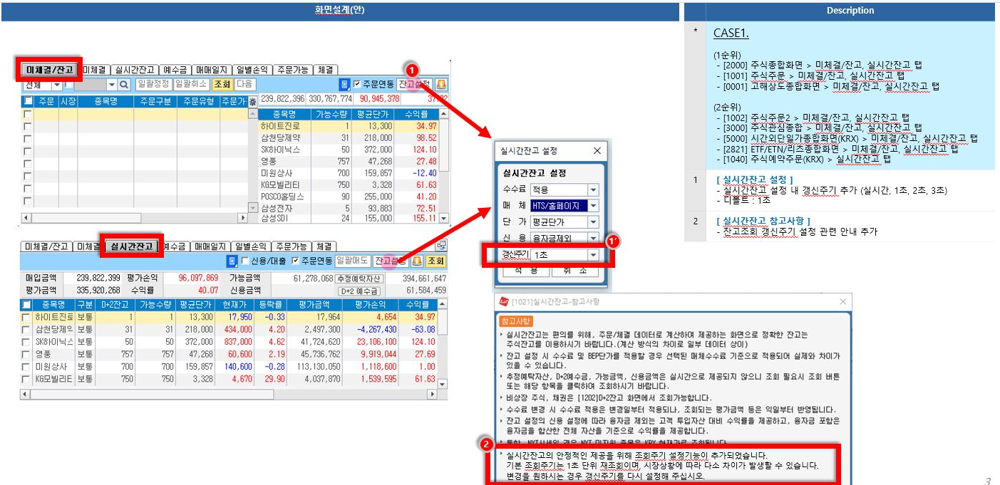 화면설계(안)
Description
미체결/잔고 미체결 실시간잔고 예수금 매매일지 일별손익 주문가능 체결
1
전체 일괄정정 일괄취소 조회 다음 통 주문연동 잔고설정
주문 시장 종목명 주문구분 주문유형 주문가
239,822,396 330,767,774 90,945,378
종목명 가능수량 평균단가 수익률
하이트진로 1 13,300 34.97
삼천당제약 31 218,000 98.52
SK하이닉스 50 372,000 124.10
영풍 757 47,268 27.48
미원상사 700 159,857 -12.40
KG모빌리티 750 3,328 61.63
POSCO홀딩스 90 255,000 41.20
삼성전자 5 93,883 72.51
삼성SDI 24 155,000 155.11
미체결/잔고 미체결 실시간잔고 예수금 매매일지 일별손익 주문가능 체결
통 신용/대출 주문연동 일괄매도 잔고설정 조회
매입금액 239,822,399 평가손익 96,097,869 가능금액 61,278,068 추정예탁자산 394,661,647
평가금액 335,920,268 수익률 40.07 신용금액 D+2 예수금 61,584,459
종목명 구분 D+2잔고 가능수량 평균단가 현재가 등락률 평가금액 평가손익 수익률
하이트진로 보통 1 1 13,300 17,950 -0.33 17,964 4,654 34.97
삼천당제약 보통 31 31 218,000 434,000 4.20 2,497,300 -4,267,430 -63.08
SK하이닉스 보통 50 50 372,000 837,000 4.62 41,724,620 23,106,100 124.10
영풍 보통 757 757 47,268 60,600 2.19 45,736,762 9,919,044 27.69
미원상사 보통 700 700 159,857 140,600 -0.28 113,130,050 1,118,600 1.00
KG모빌리티 보통 750 750 3,328 4,670 29.90 4,037,870 1,539,595 61.63
실시간잔고 설정
실시간잔고 설정
수수료 적용
매 체 HTS/홈페이지
단 가 평균단가
신 용 융자금제외
1'
갱신주기 1초
적 용 취 소
[1021]실시간잔고-참고사항
참고사항
실시간잔고는 편의를 위해, 주문/체결 데이터로 계산하여 제공하는 화면으로 정확한 잔고는
주식잔고를 이용하시기 바랍니다.(계산 방식의 차이로 일부 데이터 상이)
잔고 설정 시 수수료 및 BEP단가를 적용할 경우 선택된 매체수수료 기준으로 적용되며 실제와 차이가
있을 수 있습니다.
추정예탁자산, D+2예수금, 가능금액, 신용금액은 실시간으로 제공되지 않으니 조회 필요시 조회 버튼
또는 해당 항목을 클릭하여 조회하시기 바랍니다.
비상장 주식, 채권은 [1202]D+2잔고 화면에서 조회가능합니다.
수수료 변경 시 수수료 적용은 변경일부터 적용되나, 조회되는 평가금액 등은 익일부터 반영됩니다.
잔고 설정의 신용 설정에 따라 융자금 제외는 고객 투입자산 대비 수익률을 제공하고, 융자금 포함은
융자금을 합산한 전체 자산을 기준으로 수익률을 제공합니다.
2
실시간잔고의 안정적인 제공을 위해 조회주기 설정기능이 추가되었습니다.
기본 조회주기는 1초 단위 재조회이며, 시장상황에 따라 다소 차이가 발생할 수 있습니다.
변경을 원하시는 경우 갱신주기를 다시 설정해 주십시오.
* CASE1.
(1순위)
- [2000] 주식종합화면 > 미체결/잔고, 실시간잔고 탭
- [1001] 주식주문 > 미체결/잔고, 실시간잔고 탭
- [0001] 고해상도종합화면 > 미체결/잔고, 실시간잔고 탭
(2순위)
- [1002] 주식주문2 > 미체결/잔고, 실시간잔고 탭
- [3000] 주식관심종합 > 미체결/잔고, 실시간잔고 탭
- [5000] 시간외단일가종합화면(KRX) > 미체결/잔고, 실시간잔고 탭
- [2821] ETF/ETN/리츠종합화면 > 미체결/잔고, 실시간잔고 탭
- [1040] 주식예약주문(KRX) > 실시간잔고 탭
1 [ 실시간잔고 설정 ]
- 실시간잔고 설정 내 갱신주기 추가 (실시간, 1초, 2초, 3초)
- 디폴트 : 1초
2 [ 실시간잔고 참고사항 ]
- 잔고조회 갱신주기 설정 관련 안내 추가
3